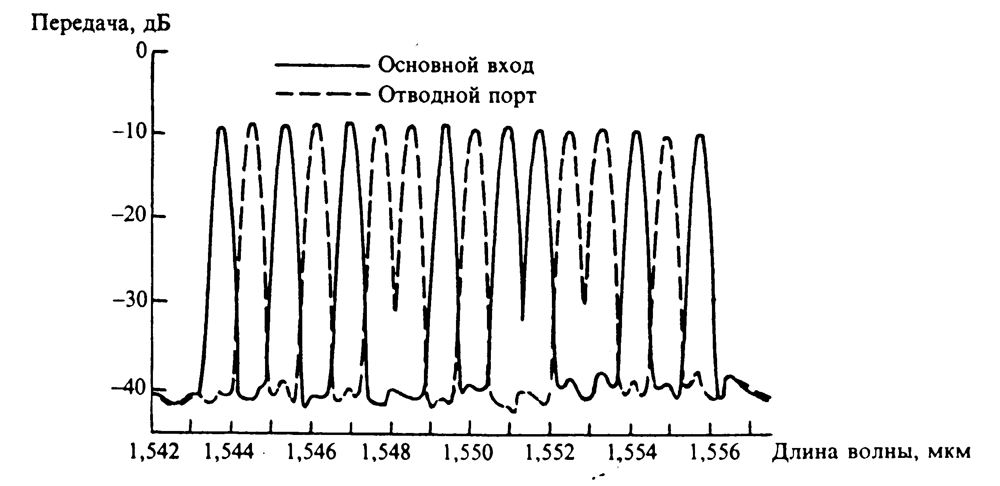 Передача, дБ
0
Основной вход
Отводной порт
–10
–20
–30
–40
1,542 1,544 1,546 1,548 1,550 1,552 1,554 1,556 Длина волны, мкм